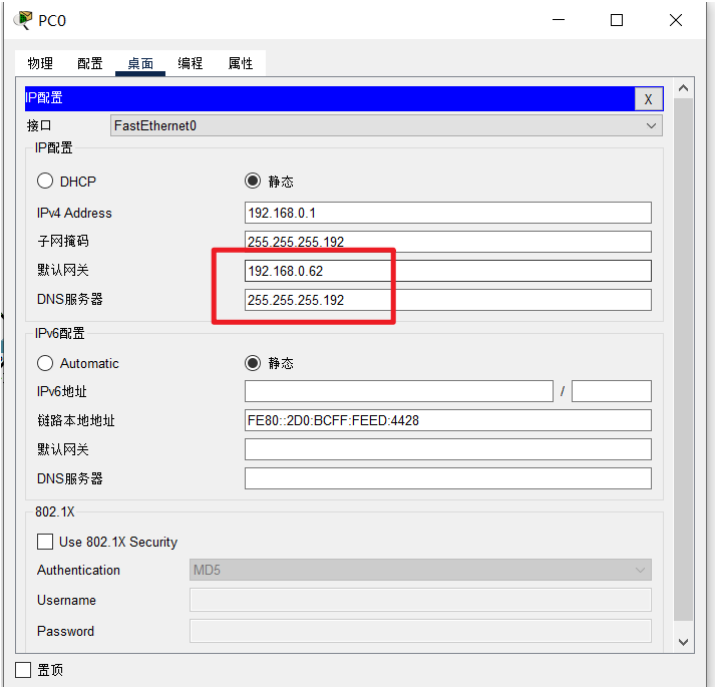 PC0
物理 配置 桌面 编程 属性
IP配置 X
接口 FastEthernet0
IP配置
DHCP 静态
IPv4 Address 192.168.0.1
子网掩码 255.255.255.192
默认网关 192.168.0.62
DNS服务器 255.255.255.192
IPv6配置
Automatic 静态
IPv6地址 /
链路本地地址 FE80::2D0:BCFF:FEED:4428
默认网关
DNS服务器
802.1X
Use 802.1X Security
Authentication MD5
Username
Password
置顶